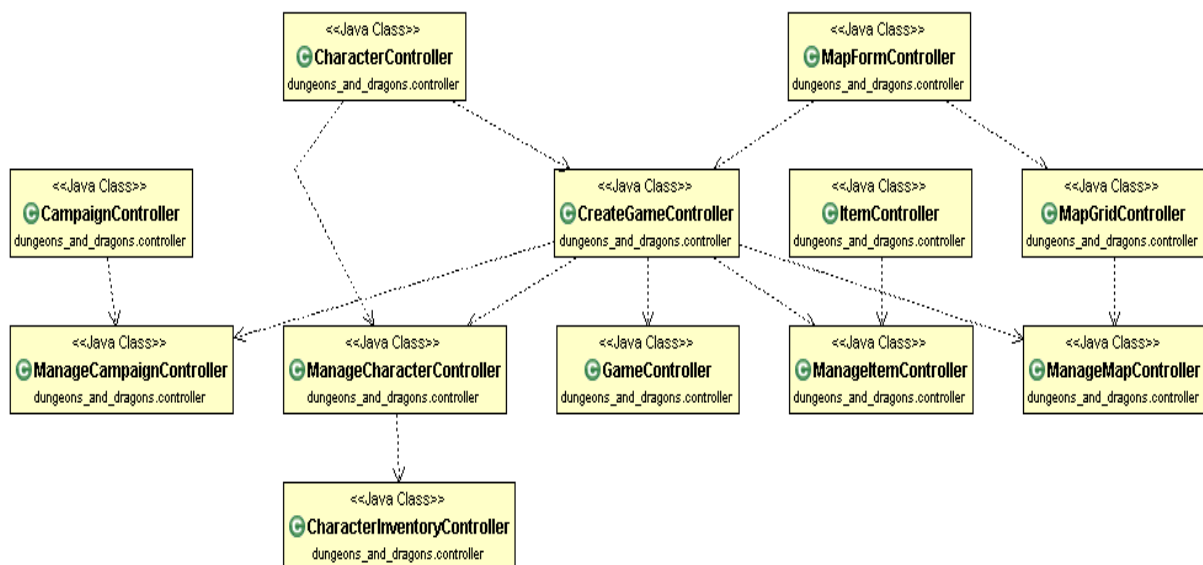 <<Java Class>>
CharacterController
dungeons_and_dragons.controller
<<Java Class>>
MapFormController
dungeons_and_dragons.controller
<<Java Class>>
CampaignController
dungeons_and_dragons.controller
<<Java Class>>
CreateGameController
dungeons_and_dragons.controller
<<Java Class>>
ItemController
dungeons_and_dragons.controller
<<Java Class>>
MapGridController
dungeons_and_dragons.controller
<<Java Class>>
ManageCampaignController
dungeons_and_dragons.controller
<<Java Class>>
ManageCharacterController
dungeons_and_dragons.controller
<<Java Class>>
GameController
dungeons_and_dragons.controller
<<Java Class>>
ManageItemController
dungeons_and_dragons.controller
<<Java Class>>
ManageMapController
dungeons_and_dragons.controller
<<Java Class>>
CharacterInventoryController
dungeons_and_dragons.controller